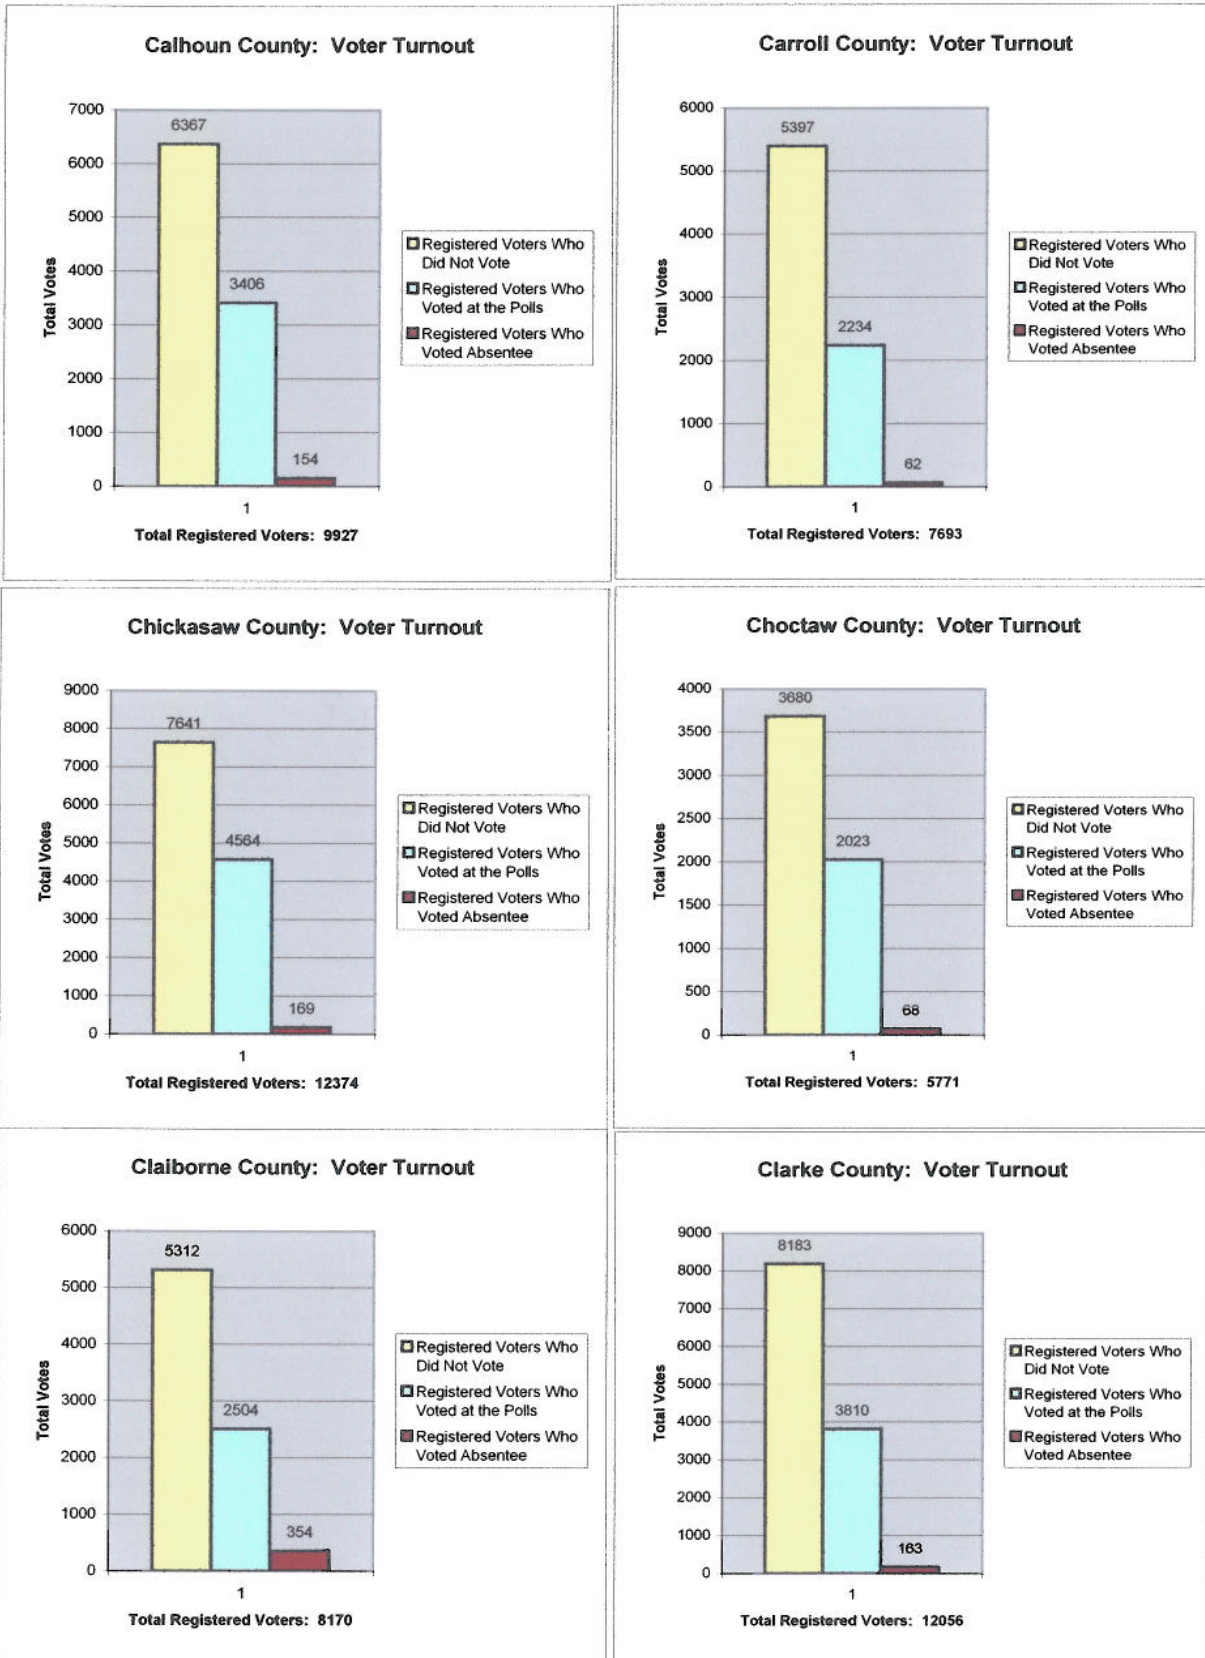 Calhoun County: Voter Turnout
7000
6000
5000
4000
3000
2000
1000
0
Total Votes
6367
3406
154
1
Total Registered Voters: 9927
Registered Voters Who
Did Not Vote
Registered Voters Who
Voted at the Polls
Registered Voters Who
Voted Absentee
Carroll County: Voter Turnout
6000
5000
4000
3000
2000
1000
0
Total Votes
5397
2234
62
1
Total Registered Voters: 7693
Registered Voters Who
Did Not Vote
Registered Voters Who
Voted at the Polls
Registered Voters Who
Voted Absentee
Chickasaw County: Voter Turnout
9000
8000
7000
6000
5000
4000
3000
2000
1000
0
Total Votes
7641
4564
169
1
Total Registered Voters: 12374
Registered Voters Who
Did Not Vote
Registered Voters Who
Voted at the Polls
Registered Voters Who
Voted Absentee
Choctaw County: Voter Turnout
4000
3500
3000
2500
2000
1500
1000
500
0
Total Votes
3680
2023
68
1
Total Registered Voters: 5771
Registered Voters Who
Did Not Vote
Registered Voters Who
Voted at the Polls
Registered Voters Who
Voted Absentee
Claiborne County: Voter Turnout
6000
5000
4000
3000
2000
1000
0
Total Votes
5312
2504
354
1
Total Registered Voters: 8170
Registered Voters Who
Did Not Vote
Registered Voters Who
Voted at the Polls
Registered Voters Who
Voted Absentee
Clarke County: Voter Turnout
9000
8000
7000
6000
5000
4000
3000
2000
1000
0
Total Votes
8183
3810
163
1
Total Registered Voters: 12056
Registered Voters Who
Did Not Vote
Registered Voters Who
Voted at the Polls
Registered Voters Who
Voted Absentee